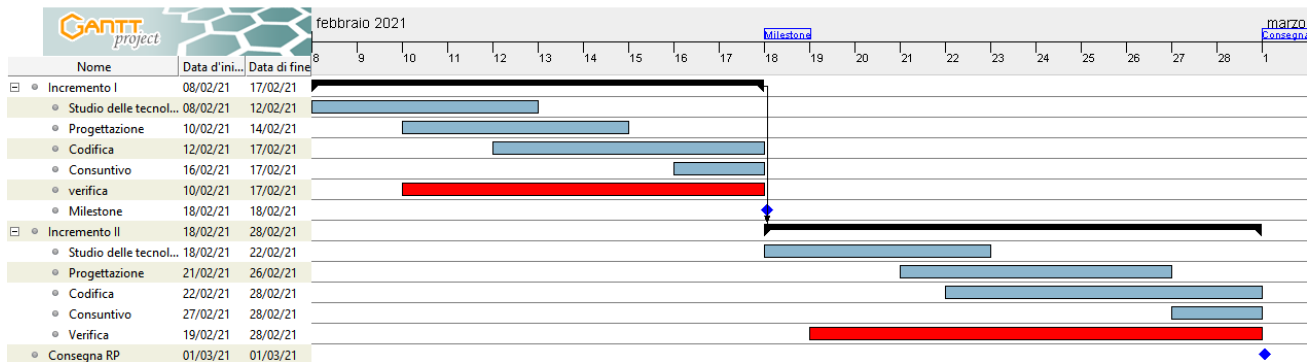 GANTT
project
febbraio 2021
marzo
Milestone
Consegna
8 9 10 11 12 13 14 15 16 17 18 19 20 21 22 23 24 25 26 27 28 1
Nome Data d'ini... Data di fine
Incremento I 08/02/21 17/02/21
Studio delle tecnol... 08/02/21 12/02/21
Progettazione 10/02/21 14/02/21
Codifica 12/02/21 17/02/21
Consuntivo 16/02/21 17/02/21
verifica 10/02/21 17/02/21
Milestone 18/02/21 18/02/21
Incremento II 18/02/21 28/02/21
Studio delle tecnol... 18/02/21 22/02/21
Progettazione 21/02/21 26/02/21
Codifica 22/02/21 28/02/21
Consuntivo 27/02/21 28/02/21
Verifica 19/02/21 28/02/21
Consegna RP 01/03/21 01/03/21